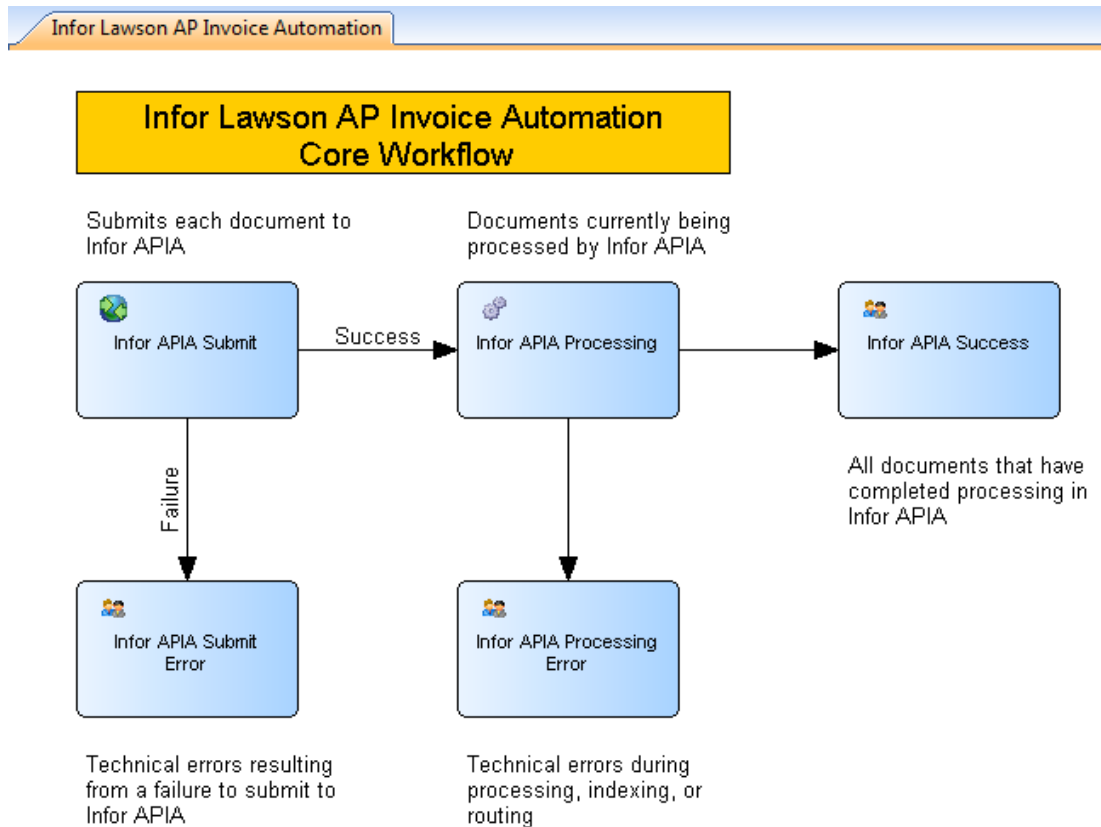 Infor Lawson AP Invoice Automation
Infor Lawson AP Invoice Automation
Core Workflow
Submits each document to
Infor APIA
Documents currently being
processed by Infor APIA
Infor APIA Submit
Success
Infor APIA Processing
Infor APIA Success
All documents that have
completed processing in
Infor APIA
Failure
Infor APIA Submit
Error
Infor APIA Processing
Error
Technical errors resulting
from a failure to submit to
Infor APIA
Technical errors during
processing, indexing, or
routing